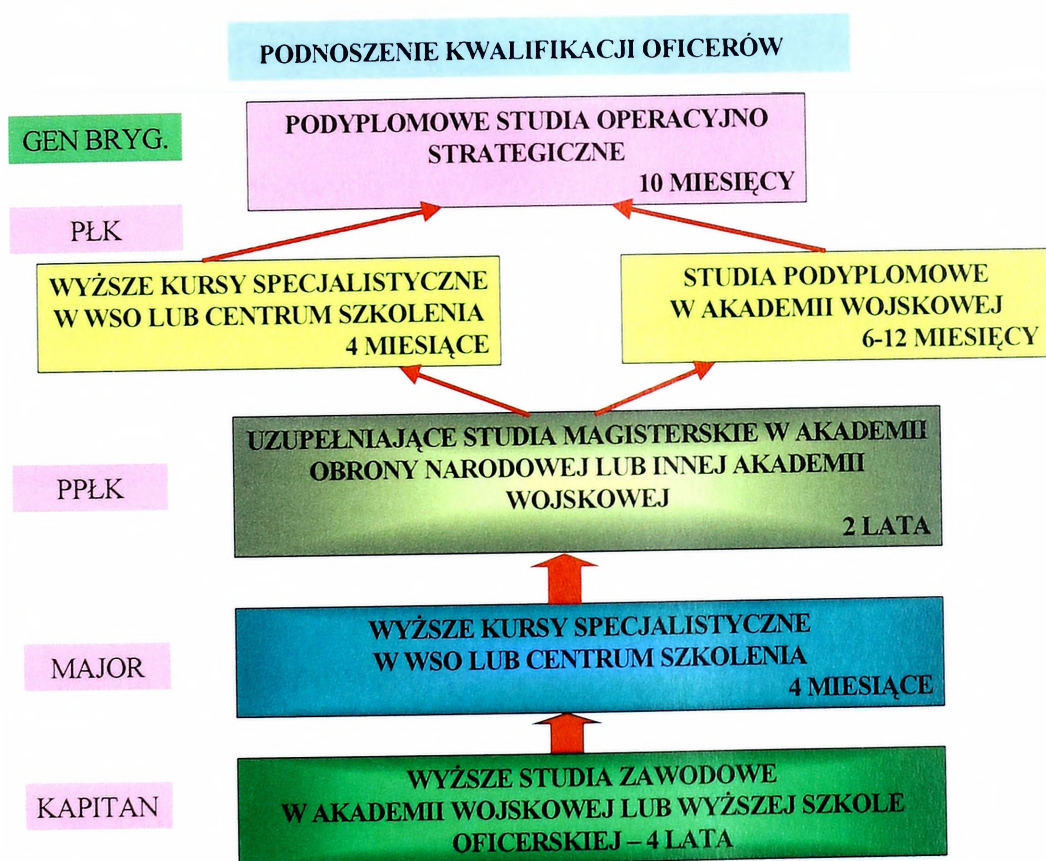 PODNOSZENIE KWALIFIKACJI OFICERÓW
GEN BRYG.
PODYPLOMOWE STUDIA OPERACYJNO
STRATEGICZNE
10 MIESIĘCY
PŁK
WYŻSZE KURSY SPECJALISTYCZNE
W WSO LUB CENTRUM SZKOLENIA
4 MIESIĄCE
STUDIA PODYPLOMOWE
W AKADEMII WOJSKOWEJ
6-12 MIESIĘCY
PPŁK
UZUPEŁNIAJĄCE STUDIA MAGISTERSKIE W AKADEMII
OBRONY NARODOWEJ LUB INNEJ AKADEMII
WOJSKOWEJ
2 LATA
MAJOR
WYŻSZE KURSY SPECJALISTYCZNE
W WSO LUB CENTRUM SZKOLENIA
4 MIESIĄCE
KAPITAN
WYŻSZE STUDIA ZAWODOWE
W AKADEMII WOJSKOWEJ LUB WYŻSZEJ SZKOLE
OFICERSKIEJ – 4 LATA